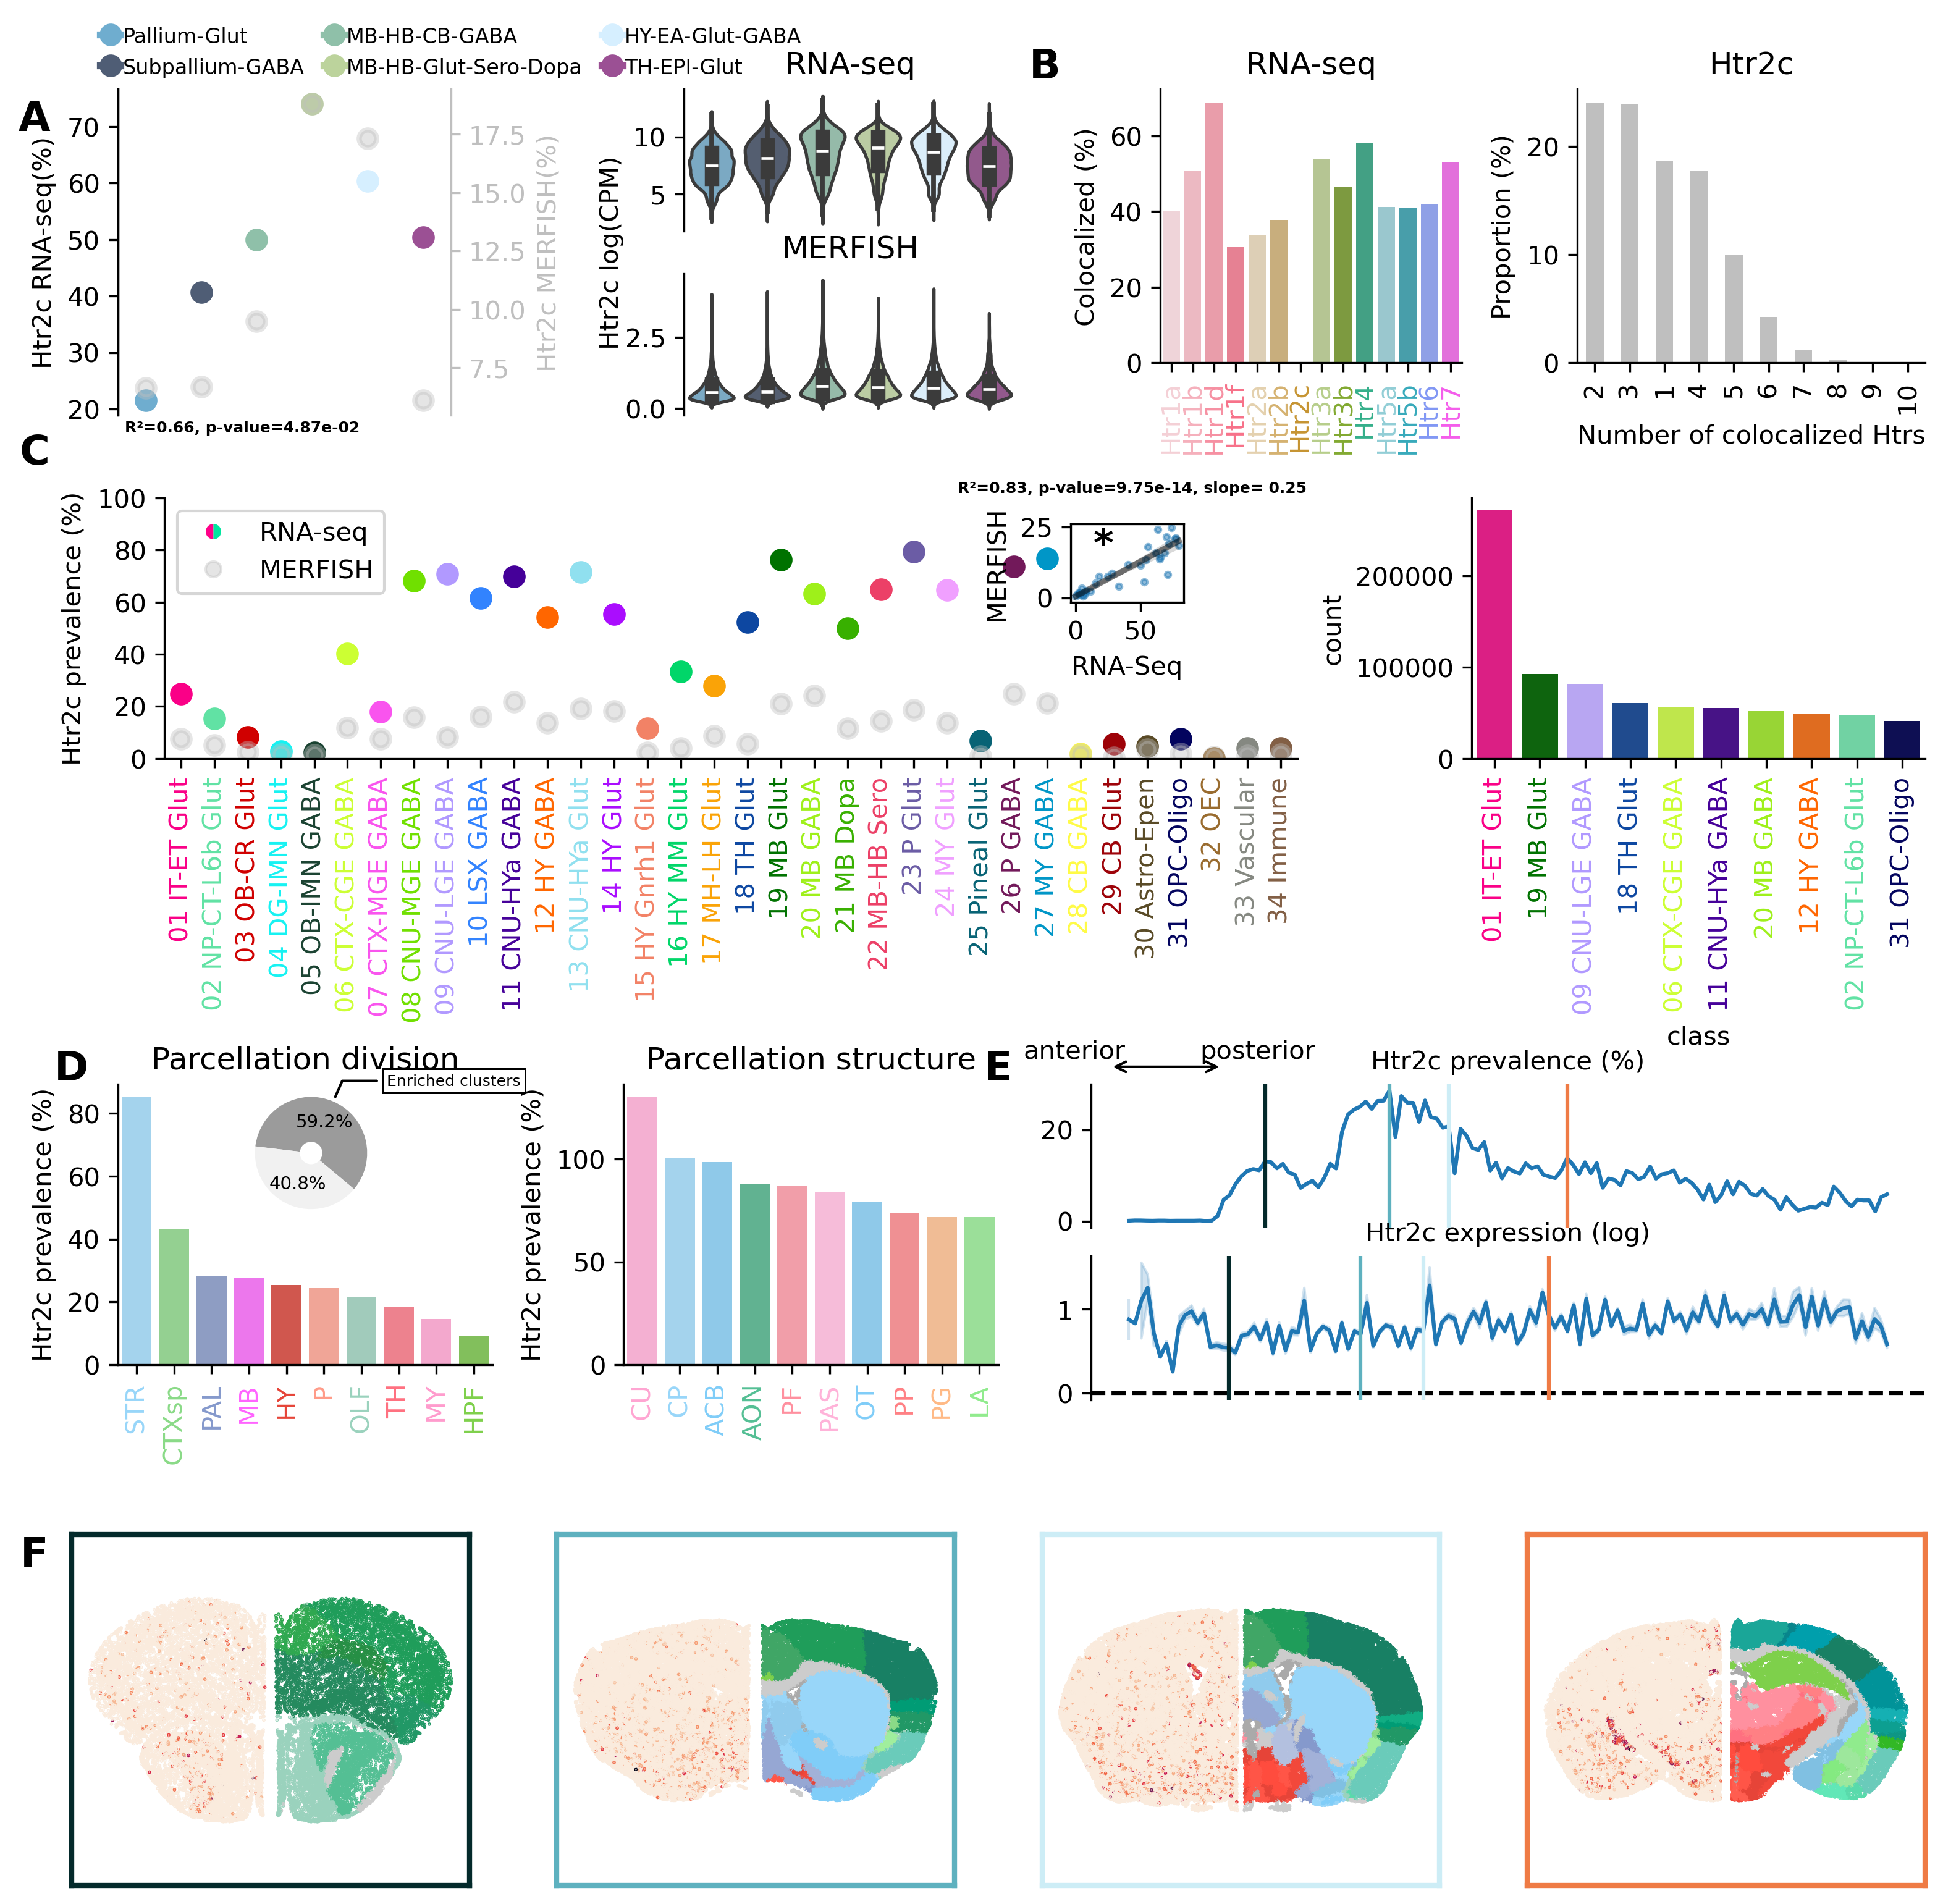 Pallium-Glut
MB-HB-CB-GABA
HY-EA-Glut-GABA
Subpallium-GABA
MB-HB-Glut-Sero-Dopa
TH-EPI-Glut
A
Htr2c RNA-seq(%)
70
60
50
40
30
20
17.5
15.0
12.5
10.0
7.5
Htr2c MERFISH(%)
R²=0.66, p-value=4.87e-02
RNA-seq
Htr2c log(CPM)
10
5
MERFISH
2.5
0.0
B
RNA-seq
Colocalized (%)
60
40
20
0
Htr1a
Htr1b
Htr1d
Htr1f
Htr2a
Htr2b
Htr2c
Htr3a
Htr3b
Htr4
Htr5a
Htr5b
Htr6
Htr7
Htr2c
Proportion (%)
20
10
0
2
3
1
4
5
6
7
8
9
10
Number of colocalized Htrs
C
Htr2c prevalence (%)
100
80
60
40
20
0
RNA-seq
MERFISH
R²=0.83, p-value=9.75e-14, slope= 0.25
MERFISH
25
0
*
0
50
RNA-Seq
01 IT-ET Glut
02 NP-CT-L6b Glut
03 OB-CR Glut
04 DG-IMN Glut
05 OB-IMN GABA
06 CTX-CGE GABA
07 CTX-MGE GABA
08 CNU-MGE GABA
09 CNU-LGE GABA
10 LSX GABA
11 CNU-HYa GABA
12 HY GABA
13 CNU-HYa Glut
14 HY Glut
15 HY Gnrh1 Glut
16 HY MM Glut
17 MH-LH Glut
18 TH Glut
19 MB Glut
20 MB GABA
21 MB Dopa
22 MB-HB Sero
23 P Glut
24 MY Glut
25 Pineal Glut
26 P GABA
27 MY GABA
28 CB GABA
29 CB Glut
30 Astro-Epen
31 OPC-Oligo
32 OEC
33 Vascular
34 Immune
count
200000
100000
0
01 IT-ET Glut
19 MB Glut
09 CNU-LGE GABA
18 TH Glut
06 CTX-CGE GABA
11 CNU-HYa GABA
20 MB GABA
12 HY GABA
02 NP-CT-L6b Glut
31 OPC-Oligo
class
D
Parcellation division
Htr2c prevalence (%)
80
60
40
20
0
Enriched clusters
59.2%
40.8%
STR
CTXsp
PAL
MB
HY
P
OLF
TH
MY
HPF
Parcellation structure
Htr2c prevalence (%)
100
50
0
CU
CP
ACB
AON
PF
PAS
OT
PP
PG
LA
E
anterior
posterior
Htr2c prevalence (%)
20
0
Htr2c expression (log)
1
0
F